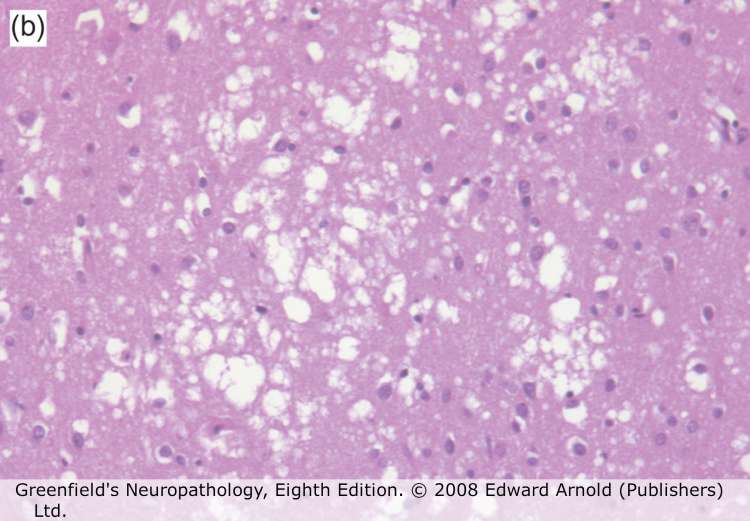 (b)
Greenfield's Neuropathology, Eighth Edition. © 2008 Edward Arnold (Publishers)
Ltd.